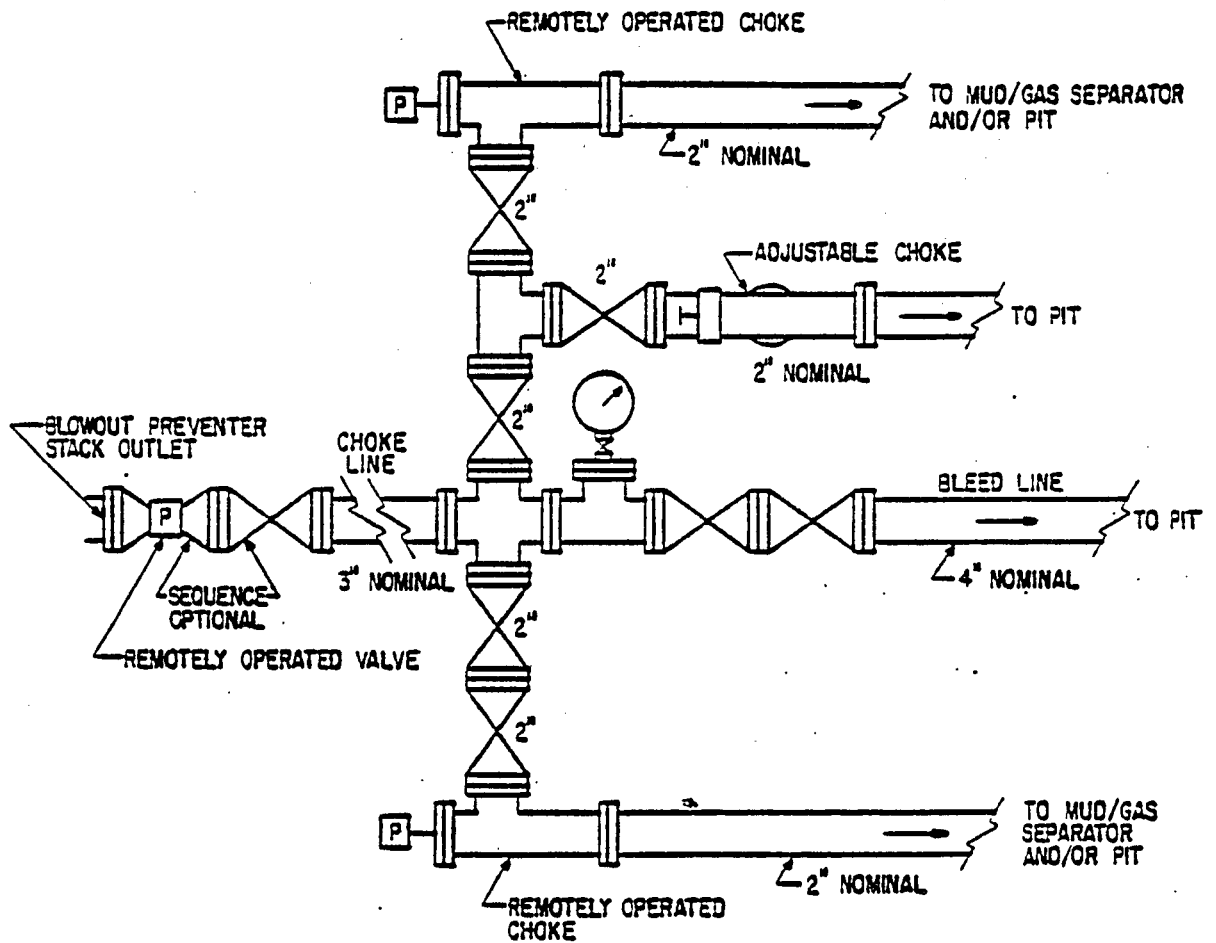 REMOTELY OPERATED CHOKE
P
TO MUD/GAS SEPARATOR
AND/OR PIT
2" NOMINAL
2"
ADJUSTABLE CHOKE
2"
TO PIT
2" NOMINAL
2"
BLOWOUT PREVENTER
STACK OUTLET
CHOKE
LINE
BLEED LINE
P
TO PIT
3" NOMINAL
4" NOMINAL
SEQUENCE
OPTIONAL
2"
REMOTELY OPERATED VALVE
2"
P
TO MUD/GAS
SEPARATOR
AND/OR PIT
2" NOMINAL
REMOTELY OPERATED
CHOKE